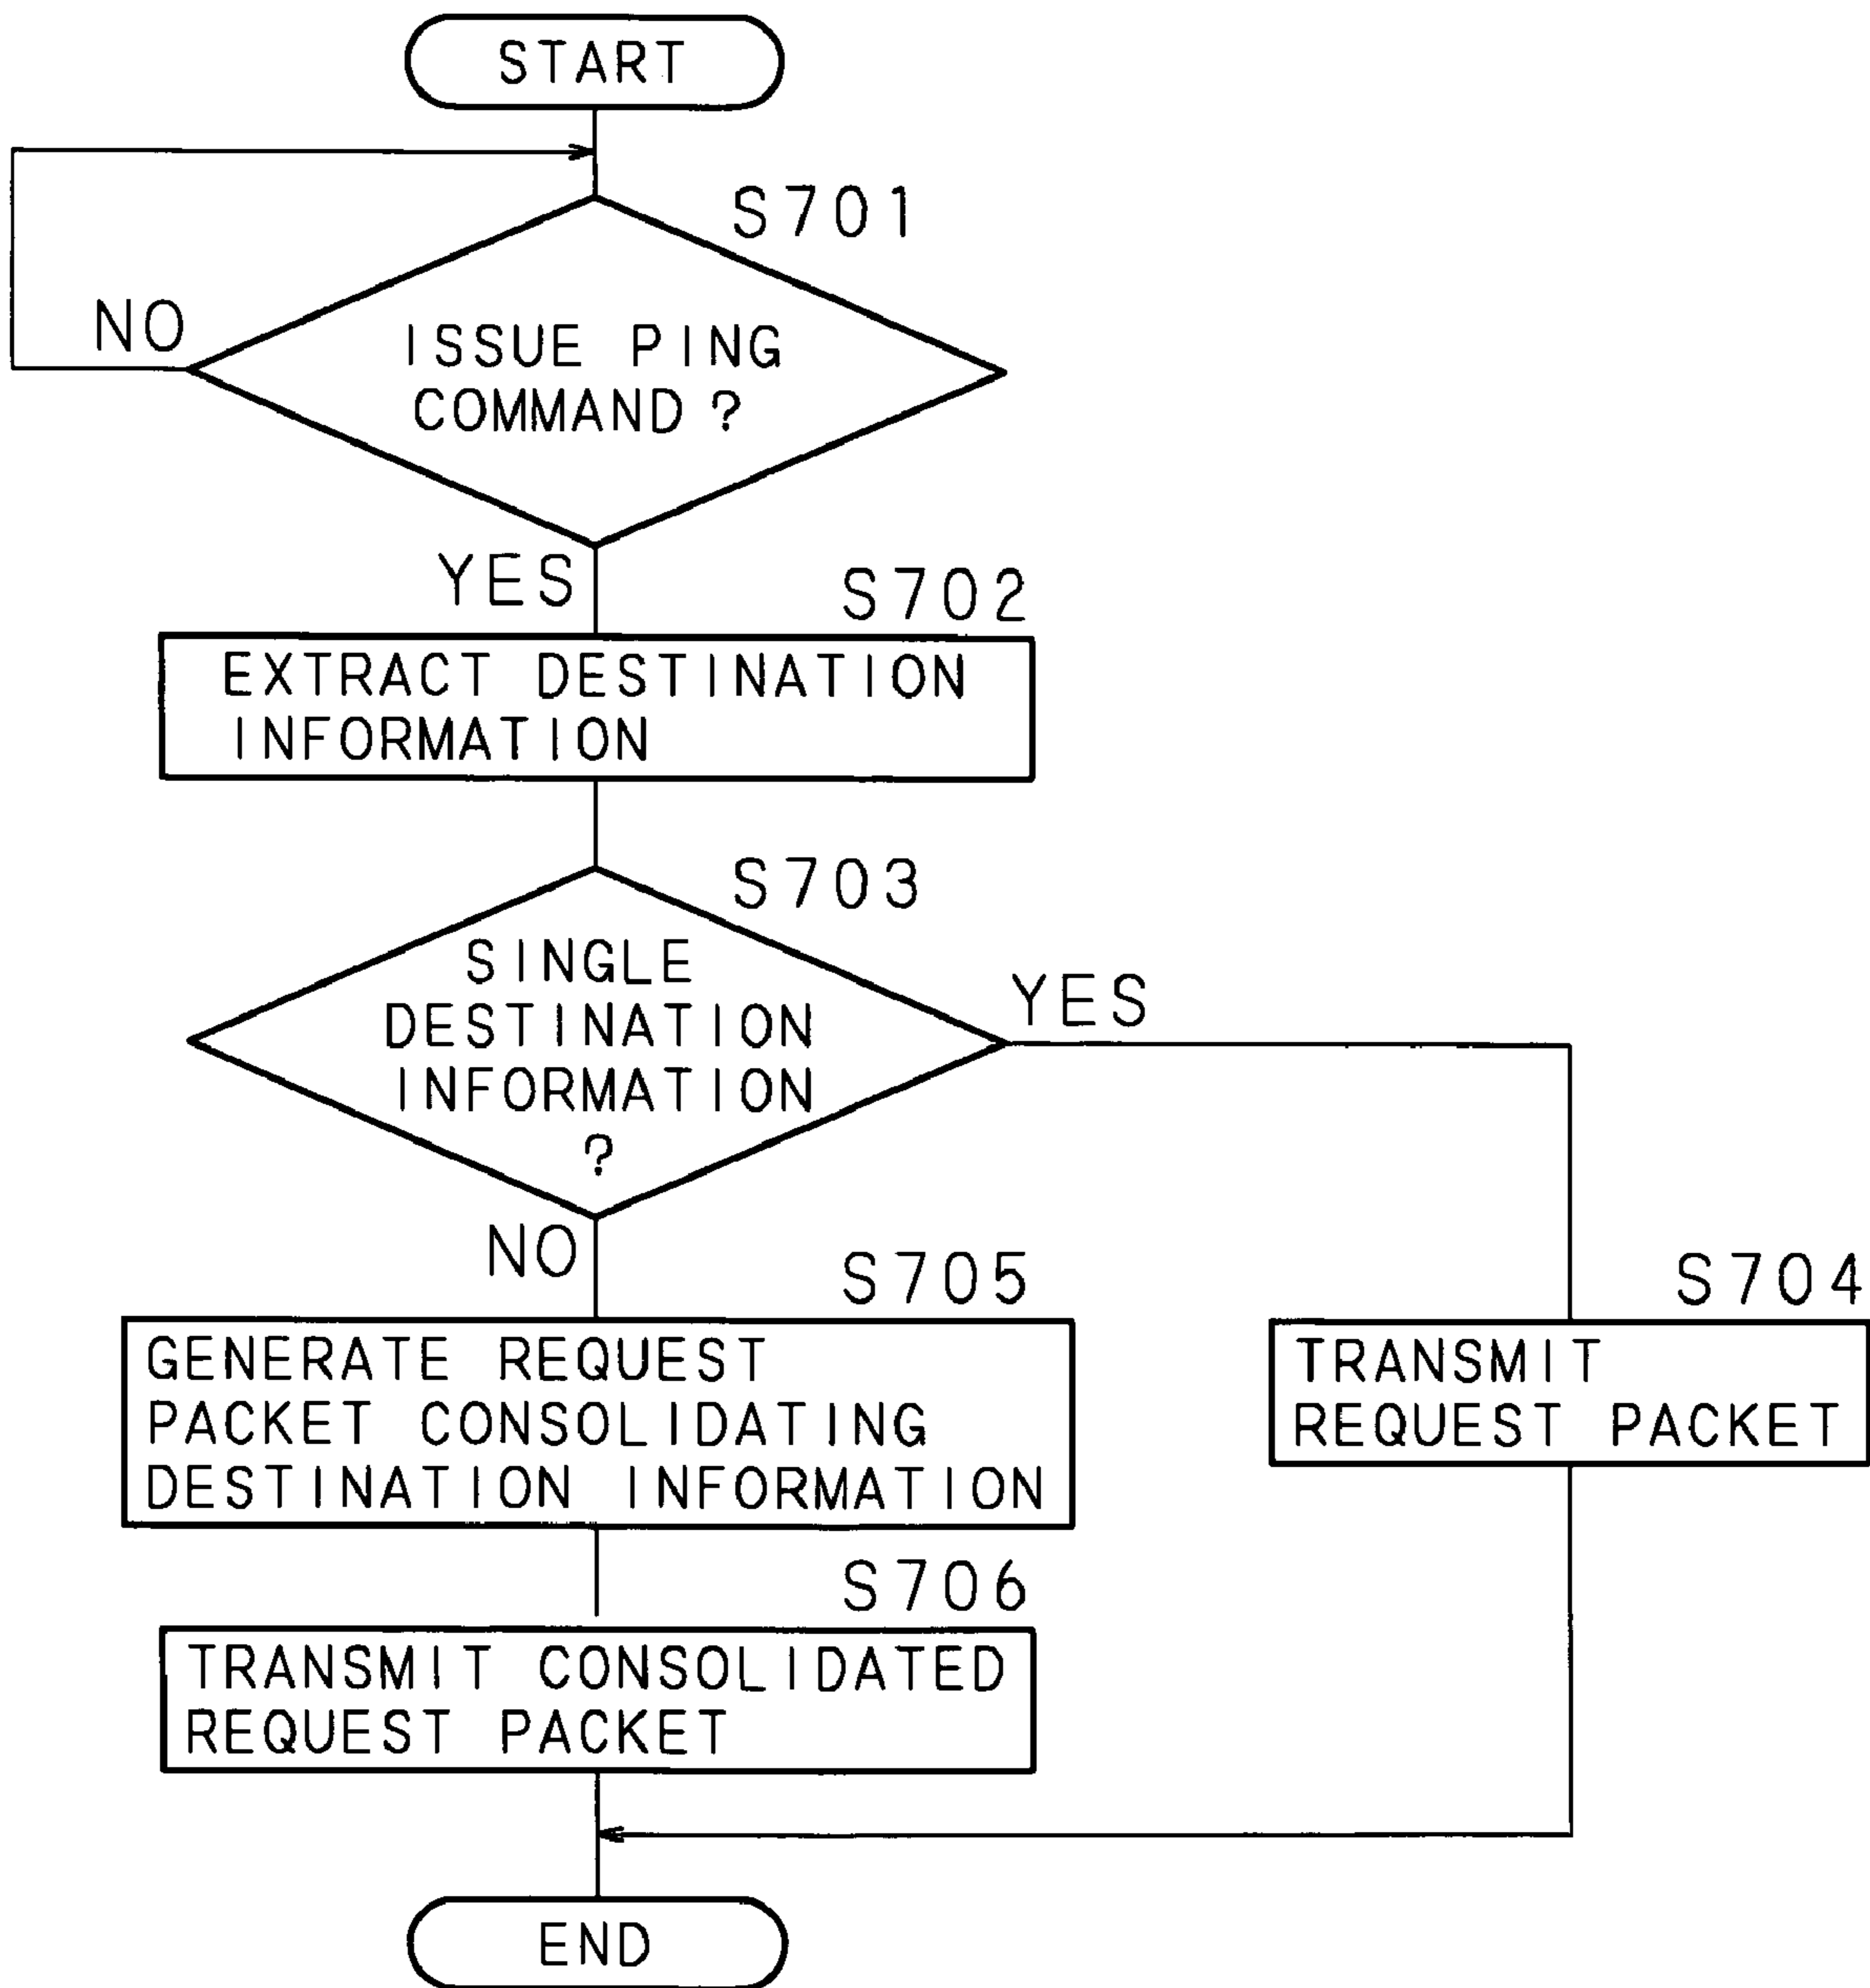 START
S701
NO
ISSUE PING
COMMAND?
YES
S702
EXTRACT DESTINATION
INFORMATION
S703
SINGLE
DESTINATION
INFORMATION
?
YES
NO
S705
GENERATE REQUEST
PACKET CONSOLIDATING
DESTINATION INFORMATION
S704
TRANSMIT
REQUEST PACKET
S706
TRANSMIT CONSOLIDATED
REQUEST PACKET
END